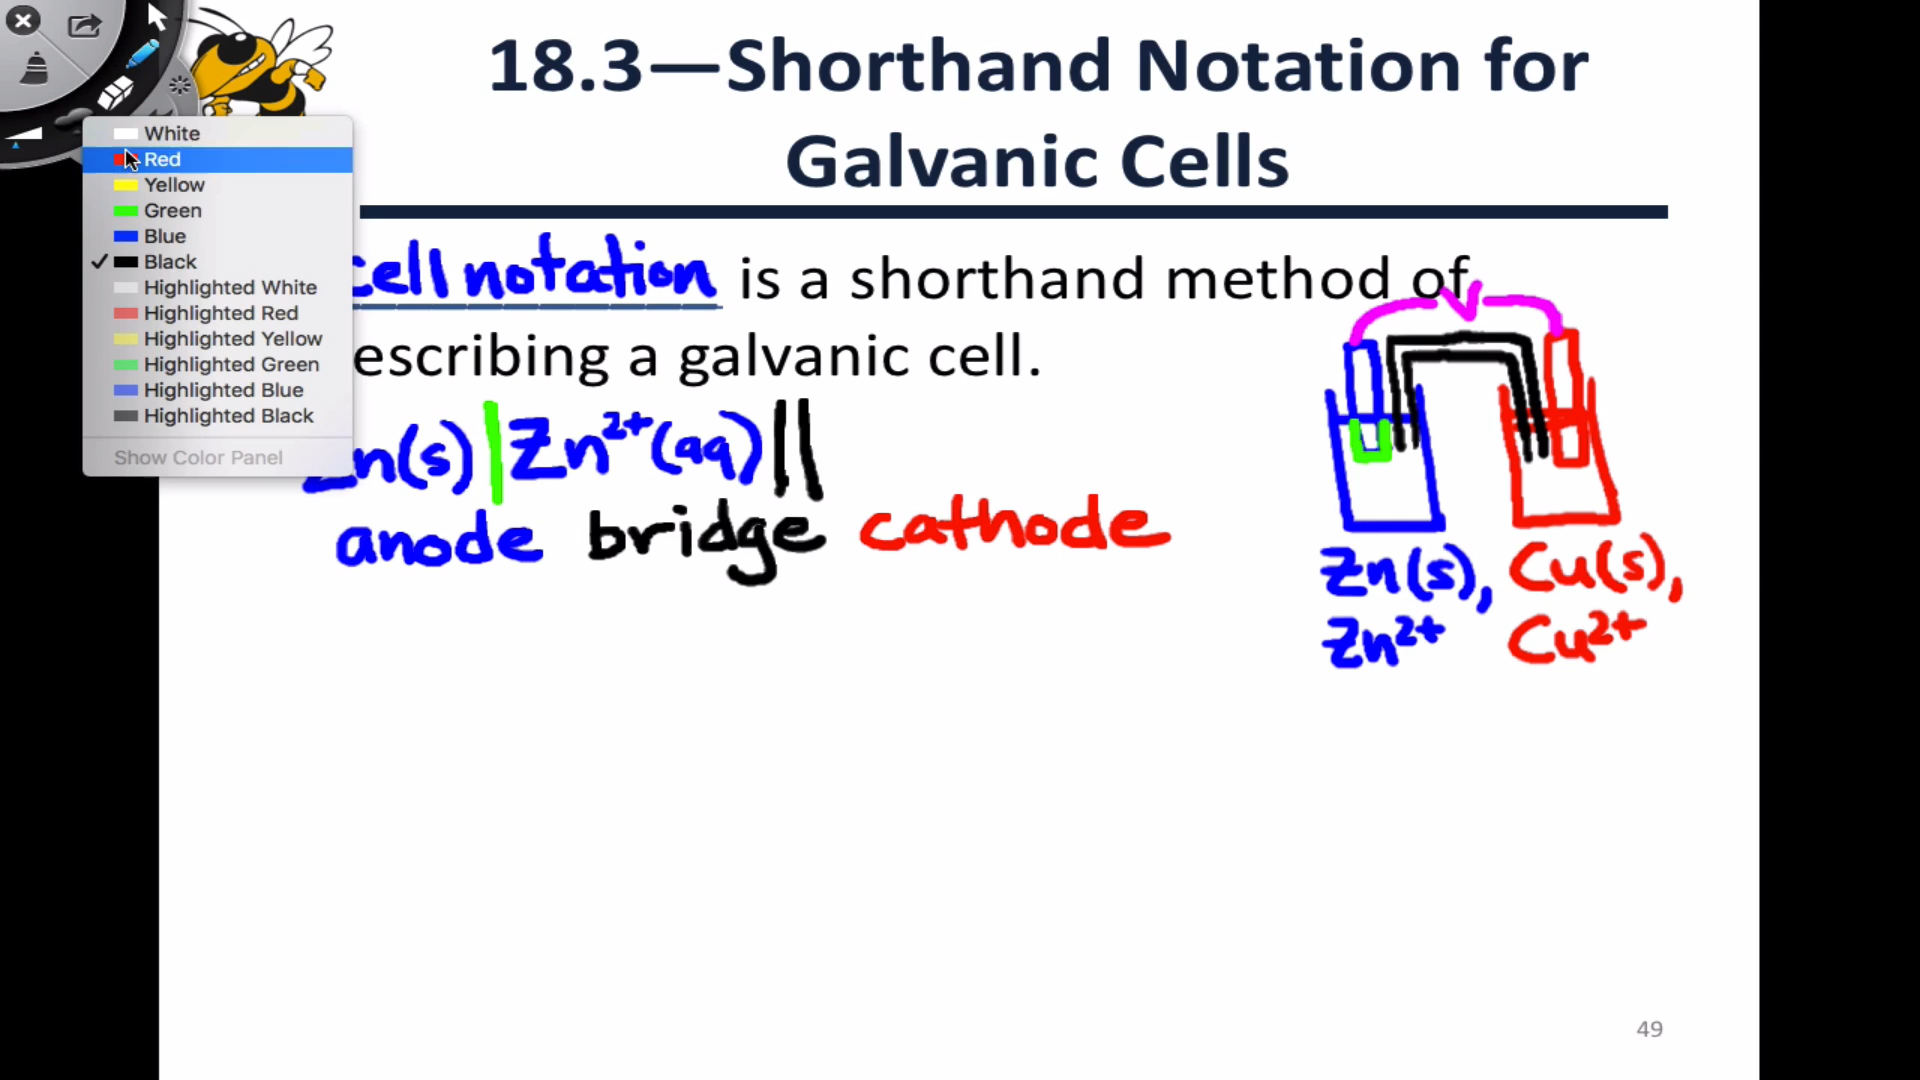 18.3—Shorthand Notation for
Galvanic Cells
White
Red
Yellow
Green
Blue
Black
Highlighted White
Highlighted Red
Highlighted Yellow
Highlighted Green
Highlighted Blue
Highlighted Black
Show Color Panel
cell notation is a shorthand method of
escribing a galvanic cell.
Zn(s)|Zn²⁺(aq)||
anode bridge cathode
V
Zn(s), Cu(s),
Zn²⁺ Cu²⁺
49